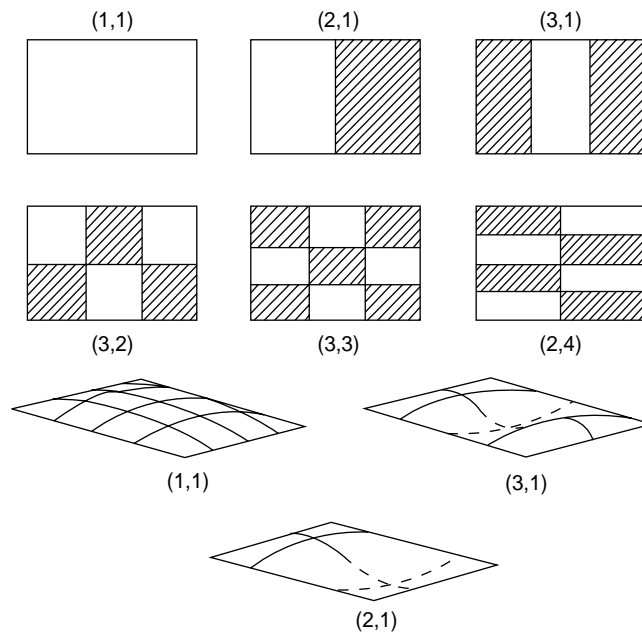 (1,1) (2,1) (3,1)
(3,2) (3,3) (2,4)
(1,1) (3,1)
(2,1)